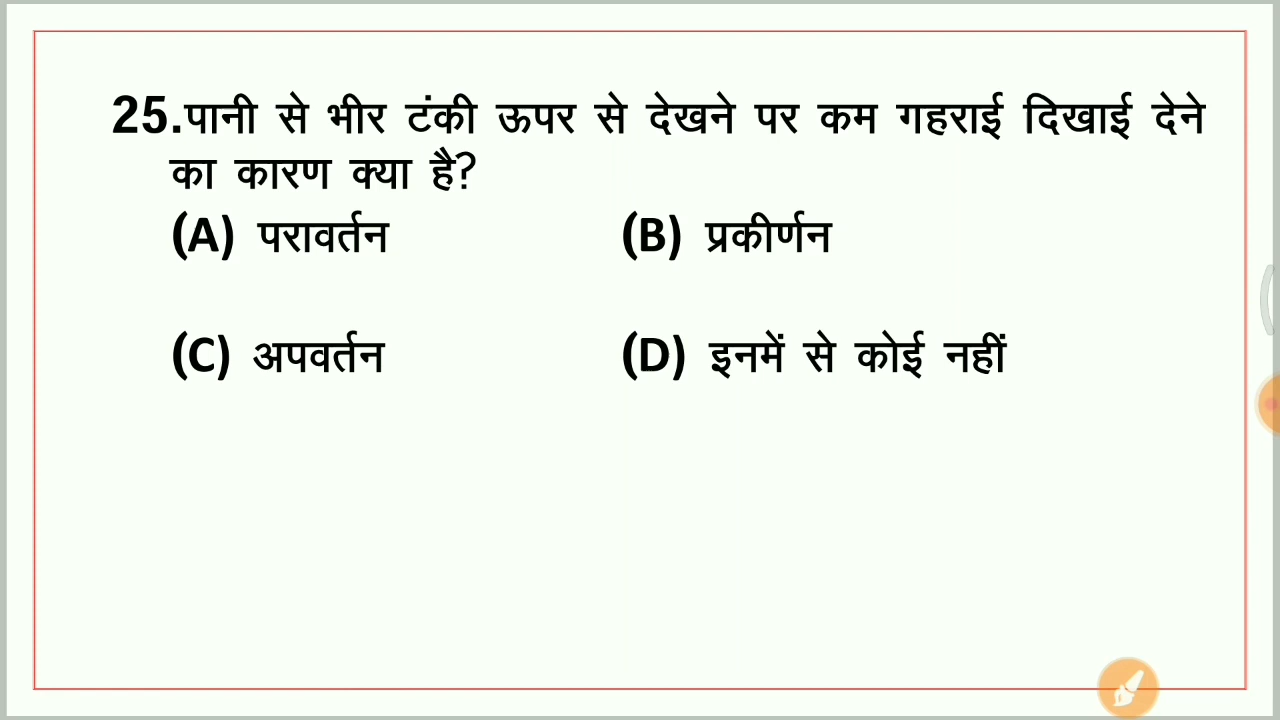 25.पानी से भीर टंकी ऊपर से देखने पर कम गहराई दिखाई देने
का कारण क्या है?
(A) परावर्तन (B) प्रकीर्णन
(C) अपवर्तन (D) इनमें से कोई नहीं